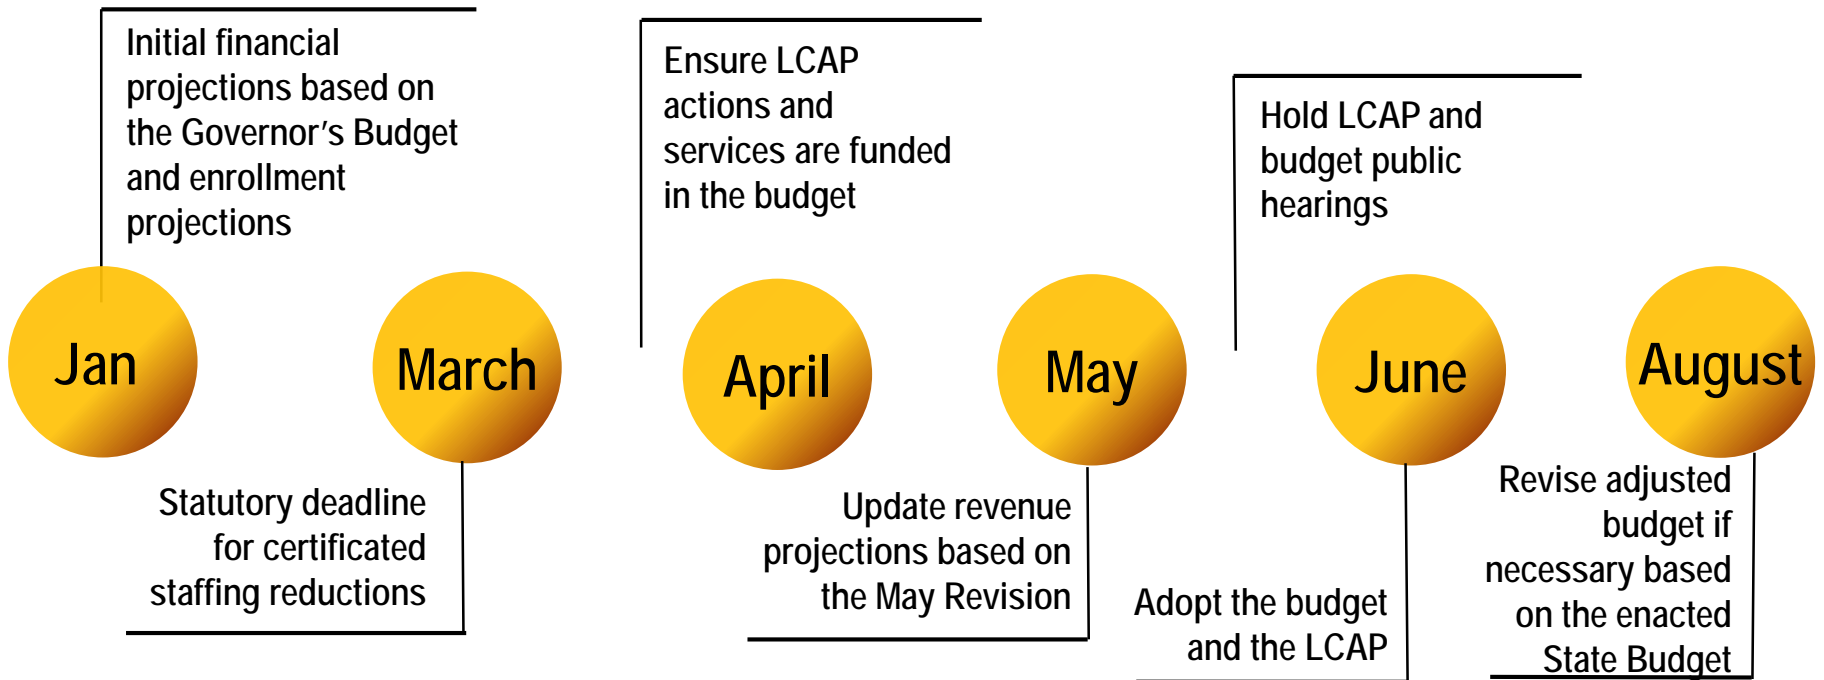 Initial financial
projections based on
the Governor's Budget
and enrollment
projections
Ensure LCAP
actions and
services are funded
in the budget
Hold LCAP and
budget public
hearings
Jan
March
April
May
June
August
Statutory deadline
for certificated
staffing reductions
Update revenue
projections based on
the May Revision
Adopt the budget
and the LCAP
Revise adjusted
budget if
necessary based
on the enacted
State Budget